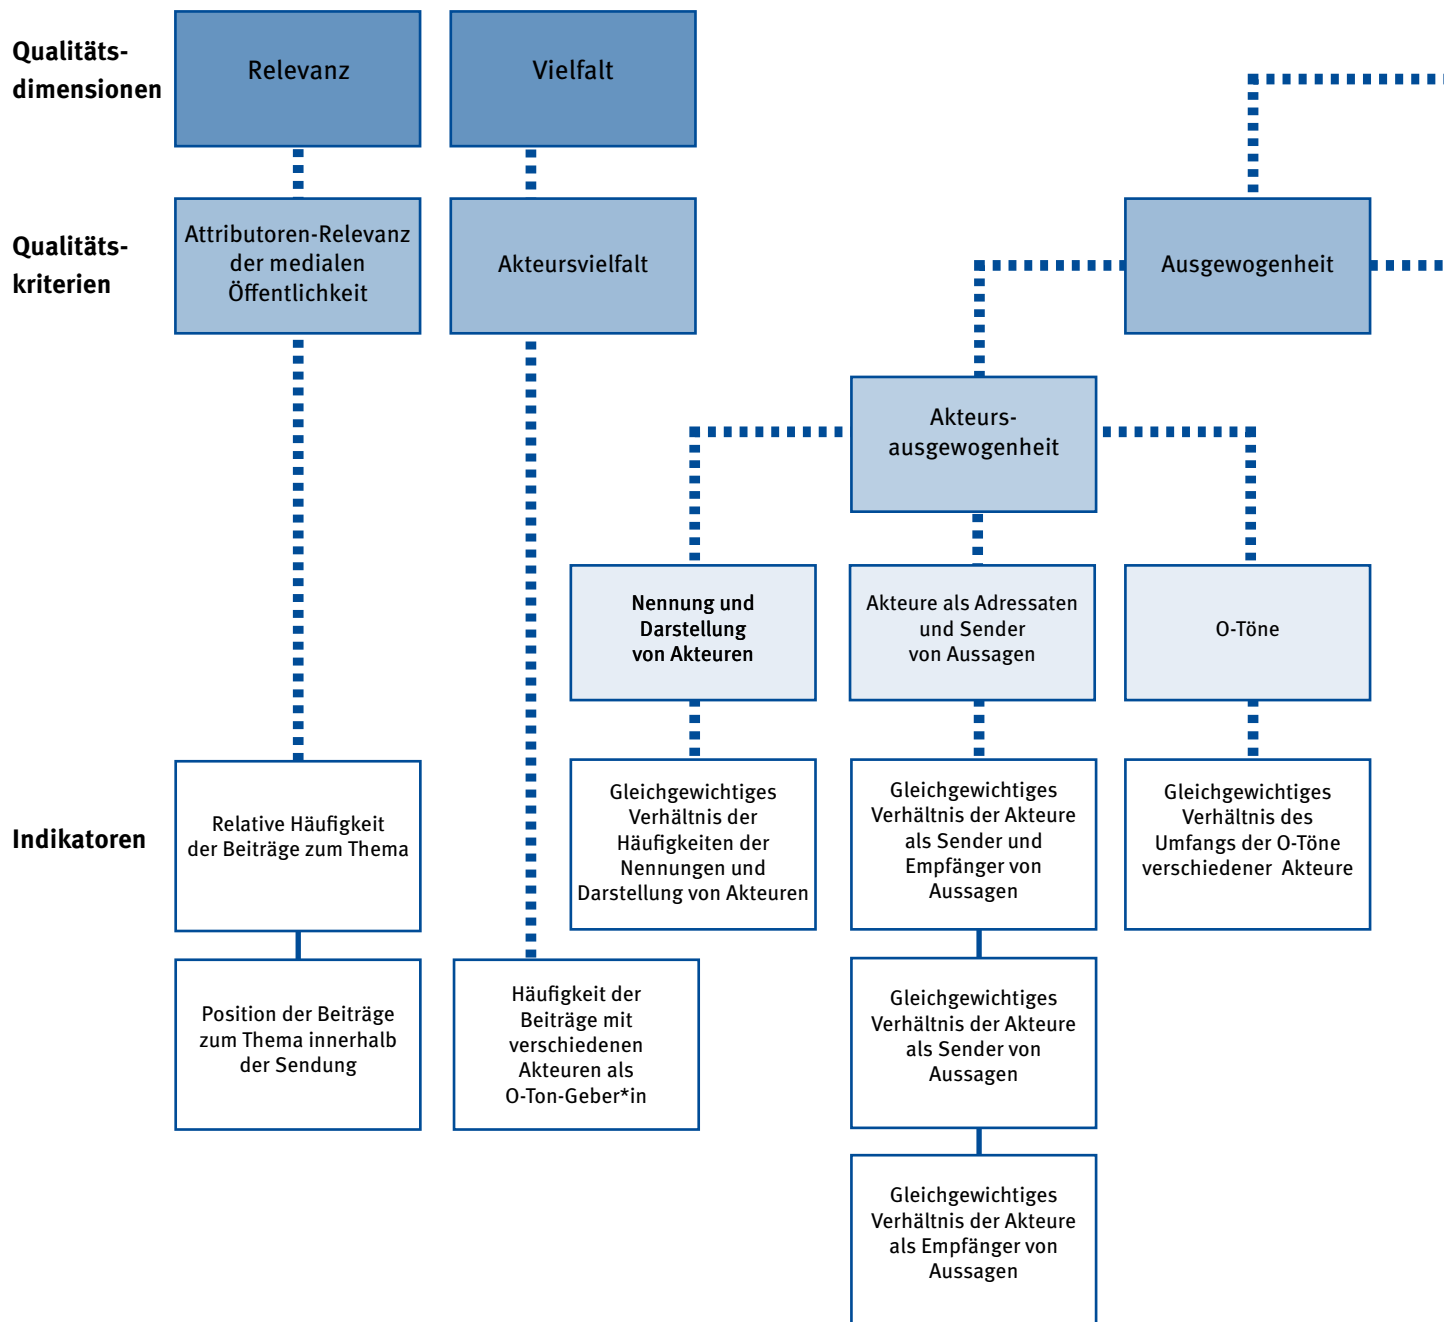 Qualitäts-
dimensionen
Relevanz
Vielfalt
Qualitäts-
kriterien
Attributoren-Relevanz
der medialen
Öffentlichkeit
Akteursvielfalt
Ausgewogenheit
Akteurs-
ausgewogenheit
Nennung und
Darstellung
von Akteuren
Akteure als Adressaten
und Sender
von Aussagen
O-Töne
Indikatoren
Relative Häufigkeit
der Beiträge zum Thema
Gleichgewichtiges
Verhältnis der
Häufigkeiten der
Nennungen und
Darstellung von Akteuren
Gleichgewichtiges
Verhältnis der Akteure
als Sender und
Empfänger von
Aussagen
Gleichgewichtiges
Verhältnis des
Umfangs der O-Töne
verschiedener Akteure
Position der Beiträge
zum Thema innerhalb
der Sendung
Häufigkeit der
Beiträge mit
verschiedenen
Akteuren als
O-Ton-Geber*in
Gleichgewichtiges
Verhältnis der Akteure
als Sender von
Aussagen
Gleichgewichtiges
Verhältnis der Akteure
als Empfänger von
Aussagen